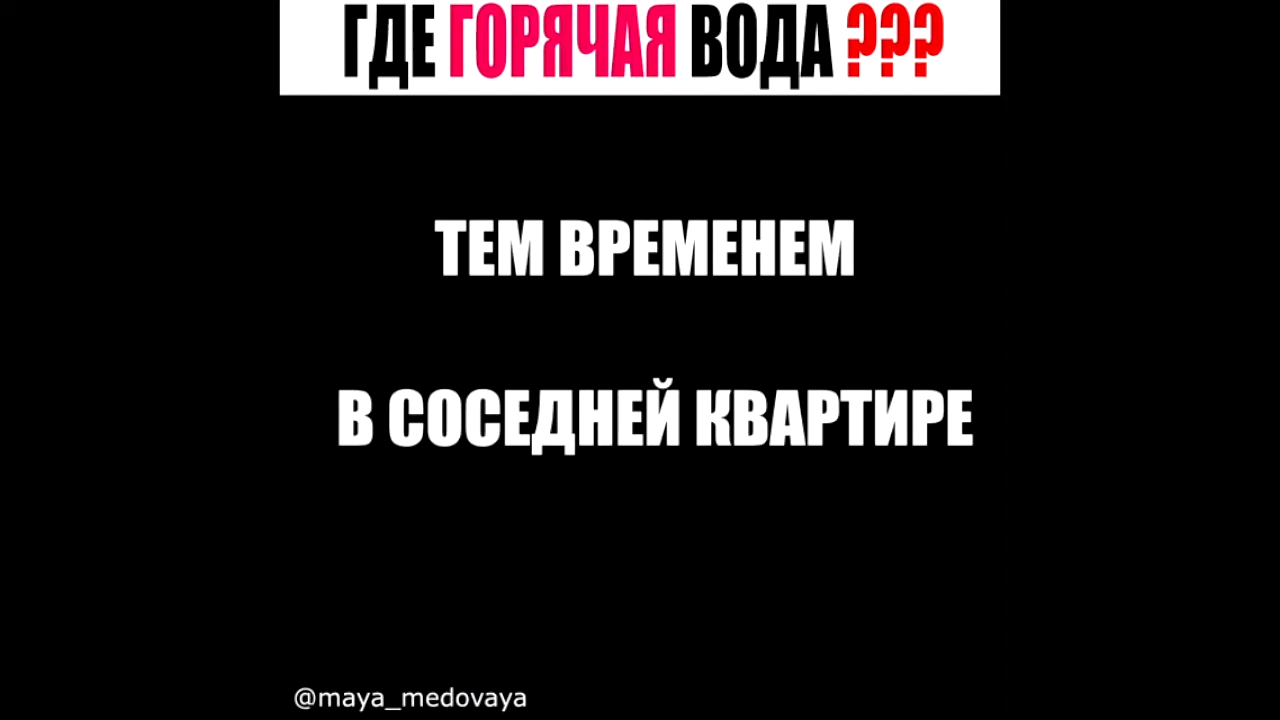 ГДЕ ГОРЯЧАЯ ВОДА ???
ТЕМ ВРЕМЕНЕМ
В СОСЕДНЕЙ КВАРТИРЕ
@maya_medovaya